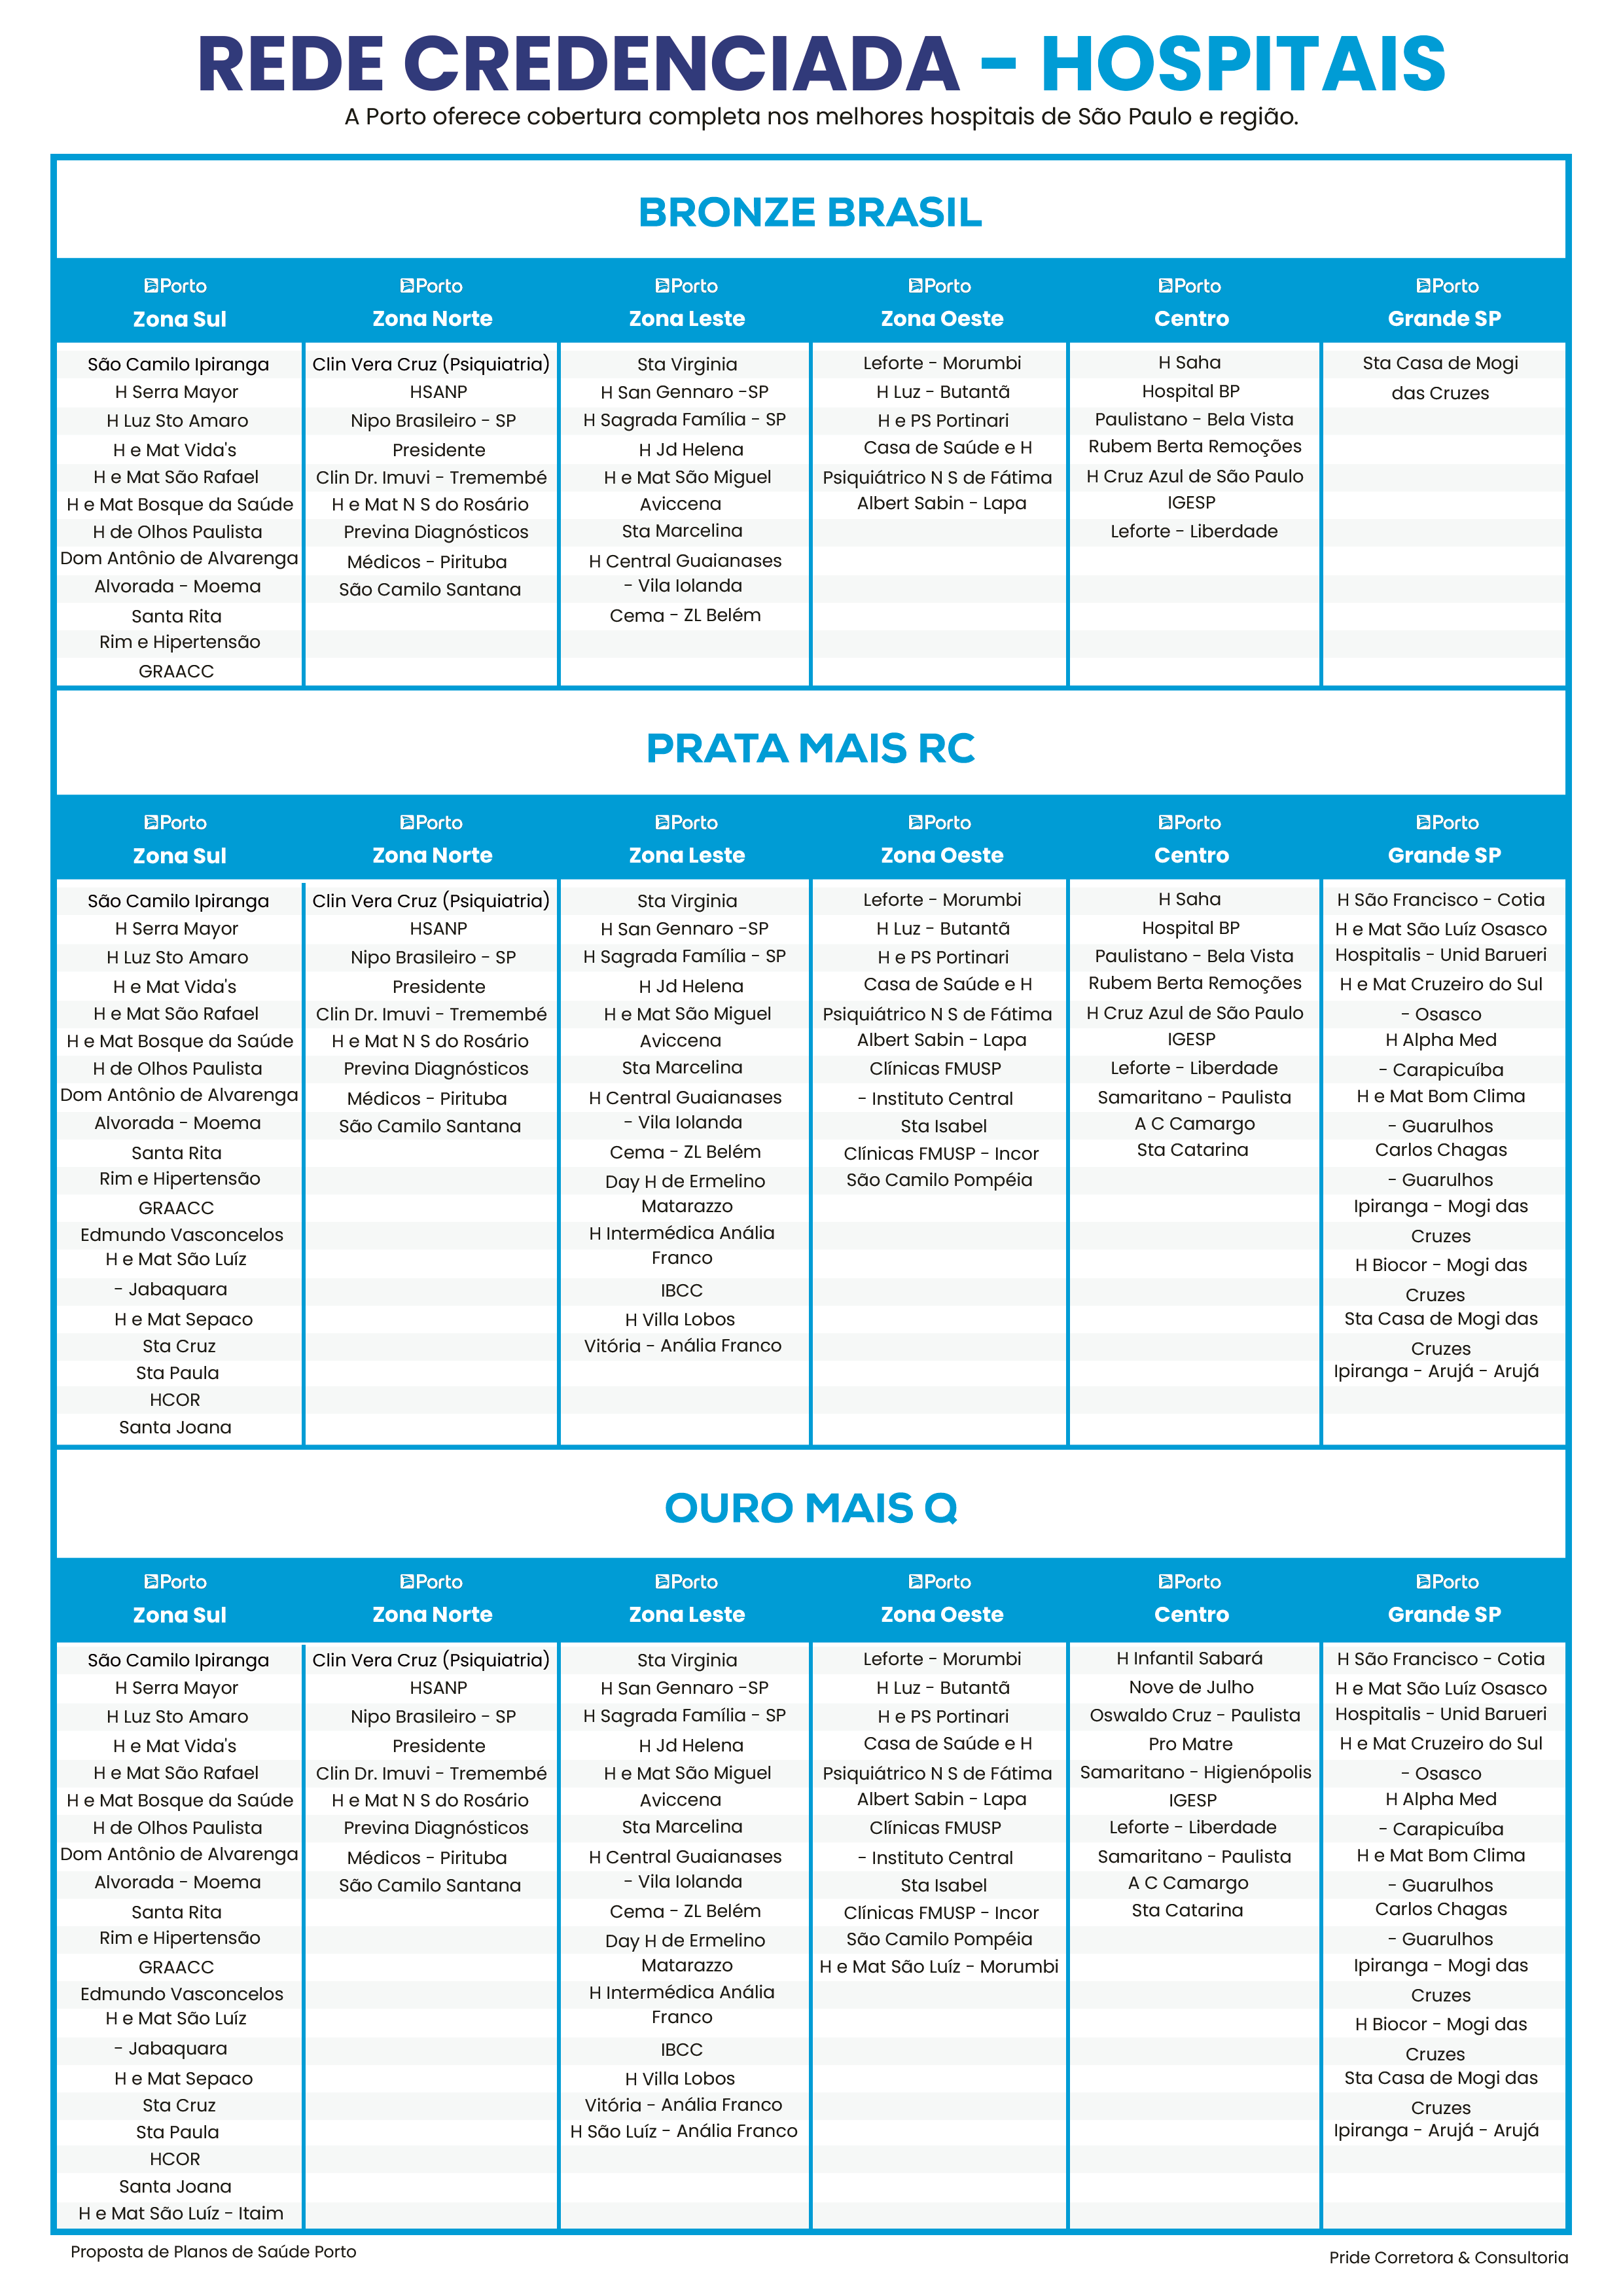 REDE CREDENCIADA - HOSPITAIS
A Porto oferece cobertura completa nos melhores hospitais de São Paulo e região.
BRONZE BRASIL
Porto
Zona Sul
São Camilo Ipiranga
H Serra Mayor
H Luz Sto Amaro
H e Mat Vida's
H e Mat São Rafael
H e Mat Bosque da Saúde
H de Olhos Paulista
Dom Antônio de Alvarenga
Alvorada - Moema
Santa Rita
Rim e Hipertensão
GRAACC
Porto
Zona Norte
Clin Vera Cruz (Psiquiatria)
HSANP
Nipo Brasileiro - SP
Presidente
Clin Dr. Imuvi - Tremembé
H e Mat N S do Rosário
Previna Diagnósticos
Médicos - Pirituba
São Camilo Santana
Porto
Zona Leste
Sta Virginia
H San Gennaro -SP
H Sagrada Família - SP
H Jd Helena
H e Mat São Miguel
Aviccena
Sta Marcelina
H Central Guaianases
- Vila Iolanda
Cema - ZL Belém
Porto
Zona Oeste
Leforte - Morumbi
H Luz - Butantã
H e PS Portinari
Casa de Saúde e H
Psiquiátrico N S de Fátima
Albert Sabin - Lapa
Porto
Centro
H Saha
Hospital BP
Paulistano - Bela Vista
Rubem Berta Remoções
H Cruz Azul de São Paulo
IGESP
Leforte - Liberdade
Porto
Grande SP
Sta Casa de Mogi
das Cruzes
PRATA MAIS RC
Porto
Zona Sul
São Camilo Ipiranga
H Serra Mayor
H Luz Sto Amaro
H e Mat Vida's
H e Mat São Rafael
H e Mat Bosque da Saúde
H de Olhos Paulista
Dom Antônio de Alvarenga
Alvorada - Moema
Santa Rita
Rim e Hipertensão
GRAACC
Edmundo Vasconcelos
H e Mat São Luíz
- Jabaquara
H e Mat Sepaco
Sta Cruz
Sta Paula
HCOR
Santa Joana
Porto
Zona Norte
Clin Vera Cruz (Psiquiatria)
HSANP
Nipo Brasileiro - SP
Presidente
Clin Dr. Imuvi - Tremembé
H e Mat N S do Rosário
Previna Diagnósticos
Médicos - Pirituba
São Camilo Santana
Porto
Zona Leste
Sta Virginia
H San Gennaro -SP
H Sagrada Família - SP
H Jd Helena
H e Mat São Miguel
Aviccena
Sta Marcelina
H Central Guaianases
- Vila Iolanda
Cema - ZL Belém
Day H de Ermelino
Matarazzo
H Intermédica Anália
Franco
IBCC
H Villa Lobos
Vitória - Anália Franco
Porto
Zona Oeste
Leforte - Morumbi
H Luz - Butantã
H e PS Portinari
Casa de Saúde e H
Psiquiátrico N S de Fátima
Albert Sabin - Lapa
Clínicas FMUSP
- Instituto Central
Sta Isabel
Clínicas FMUSP - Incor
São Camilo Pompéia
Porto
Centro
H Saha
Hospital BP
Paulistano - Bela Vista
Rubem Berta Remoções
H Cruz Azul de São Paulo
IGESP
Leforte - Liberdade
Samaritano - Paulista
A C Camargo
Sta Catarina
Porto
Grande SP
H São Francisco - Cotia
H e Mat São Luíz Osasco
Hospitalis - Unid Barueri
H e Mat Cruzeiro do Sul
- Osasco
H Alpha Med
- Carapicuíba
H e Mat Bom Clima
- Guarulhos
Carlos Chagas
- Guarulhos
Ipiranga - Mogi das
Cruzes
H Biocor - Mogi das
Cruzes
Sta Casa de Mogi das
Cruzes
Ipiranga - Arujá - Arujá
OURO MAIS Q
Porto
Zona Sul
São Camilo Ipiranga
H Serra Mayor
H Luz Sto Amaro
H e Mat Vida's
H e Mat São Rafael
H e Mat Bosque da Saúde
H de Olhos Paulista
Dom Antônio de Alvarenga
Alvorada - Moema
Santa Rita
Rim e Hipertensão
GRAACC
Edmundo Vasconcelos
H e Mat São Luíz
- Jabaquara
H e Mat Sepaco
Sta Cruz
Sta Paula
HCOR
Santa Joana
H e Mat São Luíz - Itaim
Porto
Zona Norte
Clin Vera Cruz (Psiquiatria)
HSANP
Nipo Brasileiro - SP
Presidente
Clin Dr. Imuvi - Tremembé
H e Mat N S do Rosário
Previna Diagnósticos
Médicos - Pirituba
São Camilo Santana
Porto
Zona Leste
Sta Virginia
H San Gennaro -SP
H Sagrada Família - SP
H Jd Helena
H e Mat São Miguel
Aviccena
Sta Marcelina
H Central Guaianases
- Vila Iolanda
Cema - ZL Belém
Day H de Ermelino
Matarazzo
H Intermédica Anália
Franco
IBCC
H Villa Lobos
Vitória - Anália Franco
H São Luíz - Anália Franco
Porto
Zona Oeste
Leforte - Morumbi
H Luz - Butantã
H e PS Portinari
Casa de Saúde e H
Psiquiátrico N S de Fátima
Albert Sabin - Lapa
Clínicas FMUSP
- Instituto Central
Sta Isabel
Clínicas FMUSP - Incor
São Camilo Pompéia
H e Mat São Luíz - Morumbi
Porto
Centro
H Infantil Sabará
Nove de Julho
Oswaldo Cruz - Paulista
Pro Matre
Samaritano - Higienópolis
IGESP
Leforte - Liberdade
Samaritano - Paulista
A C Camargo
Sta Catarina
Porto
Grande SP
H São Francisco - Cotia
H e Mat São Luíz Osasco
Hospitalis - Unid Barueri
H e Mat Cruzeiro do Sul
- Osasco
H Alpha Med
- Carapicuíba
H e Mat Bom Clima
- Guarulhos
Carlos Chagas
- Guarulhos
Ipiranga - Mogi das
Cruzes
H Biocor - Mogi das
Cruzes
Sta Casa de Mogi das
Cruzes
Ipiranga - Arujá - Arujá
Proposta de Planos de Saúde Porto
Pride Corretora & Consultoria